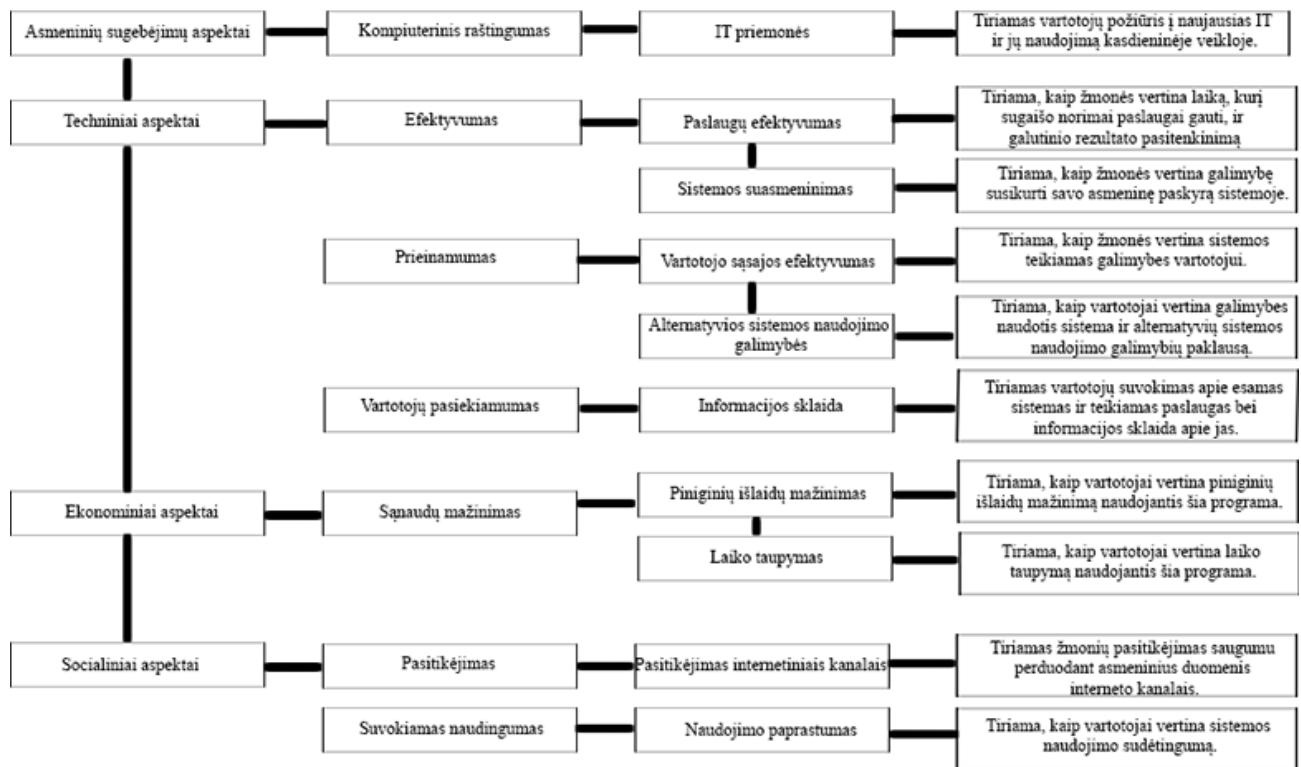 Asmeninių sugebėjimų aspektai
Kompiuterinis raštingumas
IT priemonės
Tiriamas vartotojų požiūris į naujausias IT
ir jų naudojimą kasdieninėje veikloje.
Techniniai aspektai
Efektyvumas
Paslaugų efektyvumas
Tiriama, kaip žmonės vertina laiką, kurį
sugaišo norimai paslaugai gauti, ir
galutinio rezultato pasitenkinimą
Sistemos suasmeninimas
Tiriama, kaip žmonės vertina galimybę
susikurti savo asmeninę paskyrą sistemoje.
Prieinamumas
Vartotojo sąsajos efektyvumas
Tiriama, kaip žmonės vertina sistemos
teikiamas galimybes vartotojui.
Alternatyvios sistemos naudojimo
galimybės
Tiriama, kaip vartotojai vertina galimybes
naudotis sistema ir alternatyvių sistemos
naudojimo galimybių paklausą.
Vartotojų pasiekiamumas
Informacijos sklaida
Tiriamas vartotojų suvokimas apie esamas
sistemas ir teikiamas paslaugas bei
informacijos sklaida apie jas.
Ekonominiai aspektai
Sąnaudų mažinimas
Piniginių išlaidų mažinimas
Tiriama, kaip vartotojai vertina piniginių
išlaidų mažinimą naudojantis šia programa.
Laiko taupymas
Tiriama, kaip vartotojai vertina laiko
taupymą naudojantis šia programa.
Socialiniai aspektai
Pasitikėjimas
Pasitikėjimas internetiniais kanalais
Tiriamas žmonių pasitikėjimas saugumu
perduodant asmeninius duomenis
interneto kanalais.
Suvokiamas naudingumas
Naudojimo paprastumas
Tiriama, kaip vartotojai vertina sistemos
naudojimo sudėtingumą.